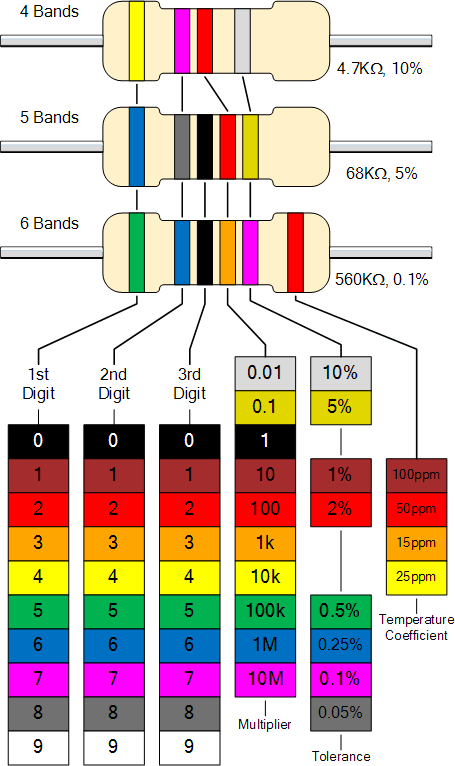 4 Bands
4.7KΩ, 10%
5 Bands
68KΩ, 5%
6 Bands
560KΩ, 0.1%
1st Digit
2nd Digit
3rd Digit
0.01 10%
0.1 5%
0 0 0 1
1 1 1 10 1% 100ppm
2 2 2 100 2% 50ppm
3 3 3 1k 15ppm
4 4 4 10k 25ppm
5 5 5 100k 0.5% Temperature
6 6 6 1M 0.25% Coefficient
7 7 7 10M 0.1%
8 8 8 Multiplier 0.05%
9 9 9 Tolerance